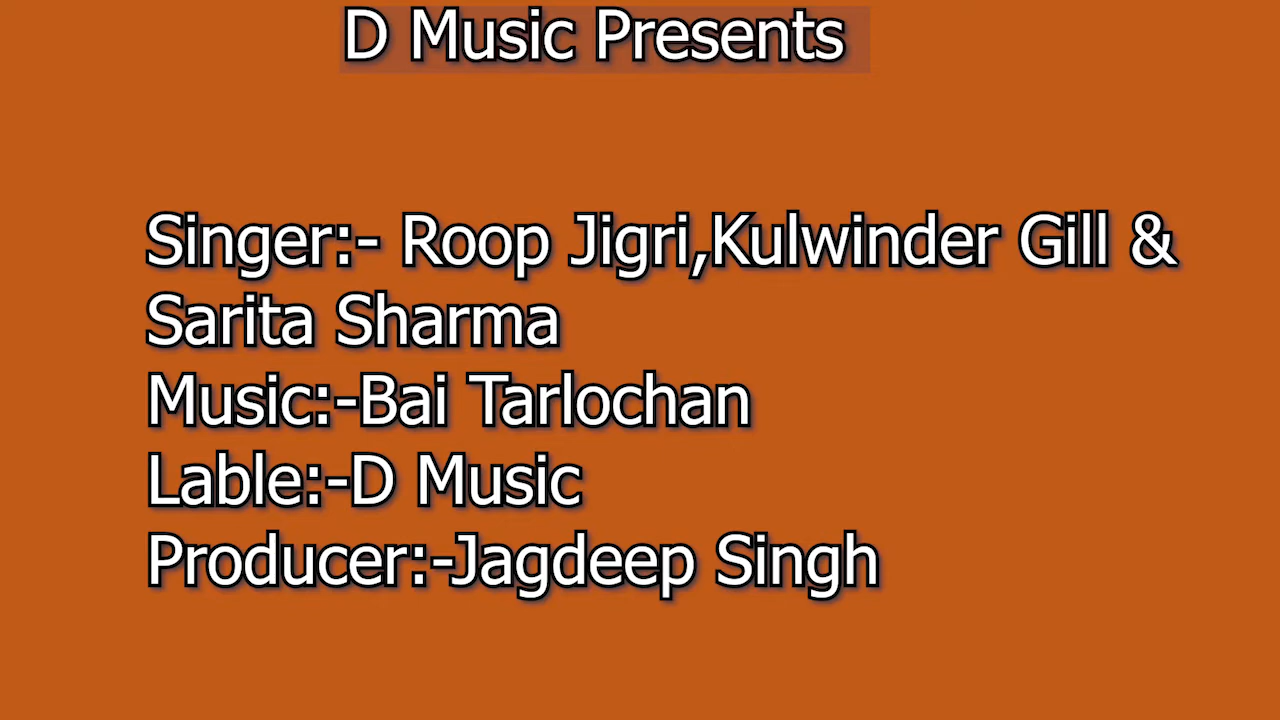 D Music Presents
Singer:- Roop Jigri,Kulwinder Gill &
Sarita Sharma
Music:-Bai Tarlochan
Lable:-D Music
Producer:-Jagdeep Singh